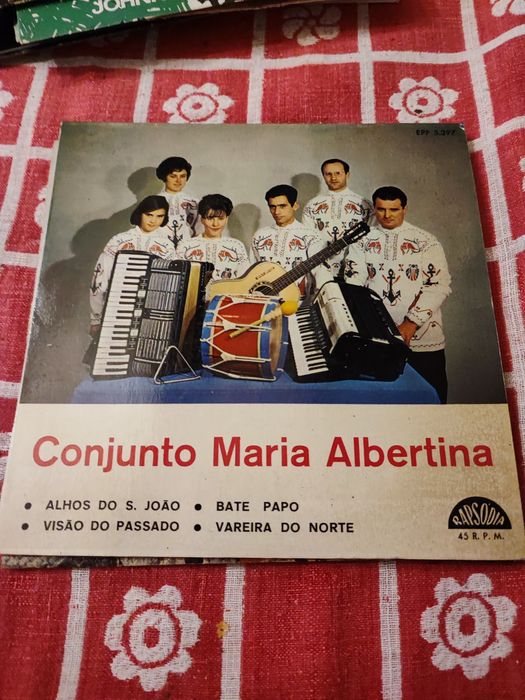 JOHN
EPF 5.297
Conjunto Maria Albertina
• ALHOS DO S. JOÃO • BATE PAPO
• VISÃO DO PASSADO • VAREIRA DO NORTE
RAPSODIA
45 R. P. M.